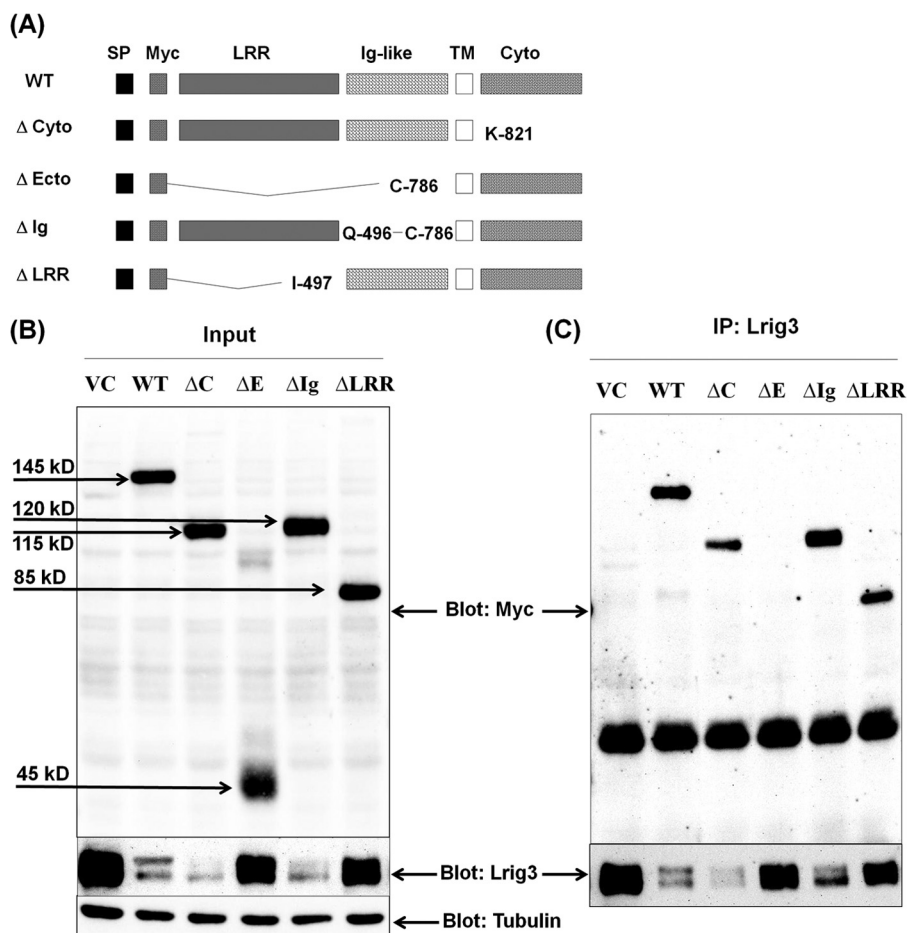 (A)
SP Myc LRR Ig-like TM Cyto
WT
Δ Cyto K-821
Δ Ecto C-786
Δ Ig Q-496 C-786
Δ LRR I-497
(B)
Input
VC WT ΔC ΔE ΔIg ΔLRR
145 kD
120 kD
115 kD
85 kD
45 kD
(C)
IP: Lrig3
VC WT ΔC ΔE ΔIg ΔLRR
Blot: Myc
Blot: Lrig3
Blot: Tubulin